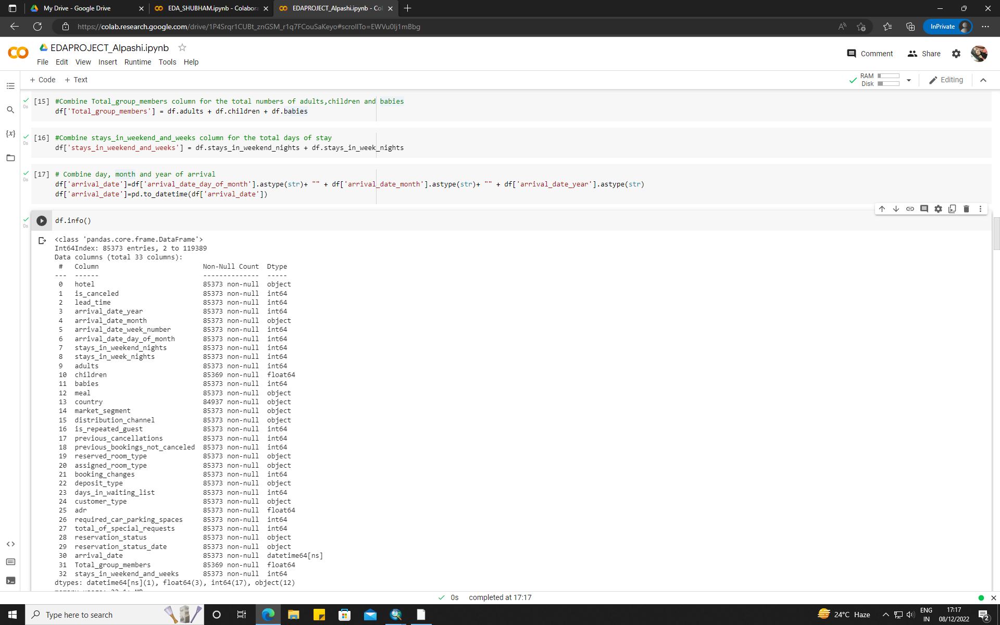 My Drive - Google Drive
EDA_SHUBHAM.ipynb - Colabora
EDAPROJECT_Alpashi.ipynb - Col
https://colab.research.google.com/drive/1P4Srqr1CUBt_znGSM_r1q7FCouSaKeyo#scrollTo=EWVu0Ij1mBbg
InPrivate
EDAPROJECT_Alpashi.ipynb
Comment
Share
File Edit View Insert Runtime Tools Help
+ Code + Text
RAM
Disk
Editing
[15] #Combine Total_group_members column for the total numbers of adults,children and babies
0s
df['Total_group_members'] = df.adults + df.children + df.babies
[16] #Combine stays_in_weekend_and_weeks column for the total days of stay
0s
df['stays_in_weekend_and_weeks'] = df.stays_in_weekend_nights + df.stays_in_week_nights
[17] # Combine day, month and year of arrival
0s
df['arrival_date']=df['arrival_date_day_of_month'].astype(str)+ "" + df['arrival_date_month'].astype(str)+ "" + df['arrival_date_year'].astype(str)
df['arrival_date']=pd.to_datetime(df['arrival_date'])
df.info()
0s
<class 'pandas.core.frame.DataFrame'>
Int64Index: 85373 entries, 2 to 119389
Data columns (total 33 columns):
# Column Non-Null Count Dtype
--- ------ -------------- -----
0 hotel 85373 non-null object
1 is_canceled 85373 non-null int64
2 lead_time 85373 non-null int64
3 arrival_date_year 85373 non-null int64
4 arrival_date_month 85373 non-null object
5 arrival_date_week_number 85373 non-null int64
6 arrival_date_day_of_month 85373 non-null int64
7 stays_in_weekend_nights 85373 non-null int64
8 stays_in_week_nights 85373 non-null int64
9 adults 85373 non-null int64
10 children 85369 non-null float64
11 babies 85373 non-null int64
12 meal 85373 non-null object
13 country 84937 non-null object
14 market_segment 85373 non-null object
15 distribution_channel 85373 non-null object
16 is_repeated_guest 85373 non-null int64
17 previous_cancellations 85373 non-null int64
18 previous_bookings_not_canceled 85373 non-null int64
19 reserved_room_type 85373 non-null object
20 assigned_room_type 85373 non-null object
21 booking_changes 85373 non-null int64
22 deposit_type 85373 non-null object
23 days_in_waiting_list 85373 non-null int64
24 customer_type 85373 non-null object
25 adr 85373 non-null float64
26 required_car_parking_spaces 85373 non-null int64
27 total_of_special_requests 85373 non-null int64
28 reservation_status 85373 non-null object
29 reservation_status_date 85373 non-null object
30 arrival_date 85373 non-null datetime64[ns]
31 Total_group_members 85369 non-null float64
32 stays_in_weekend_and_weeks 85373 non-null int64
dtypes: datetime64[ns](1), float64(3), int64(17), object(12)
0s completed at 17:17
Type here to search
24°C Haze
ENG
IN
17:17
08/12/2022
2